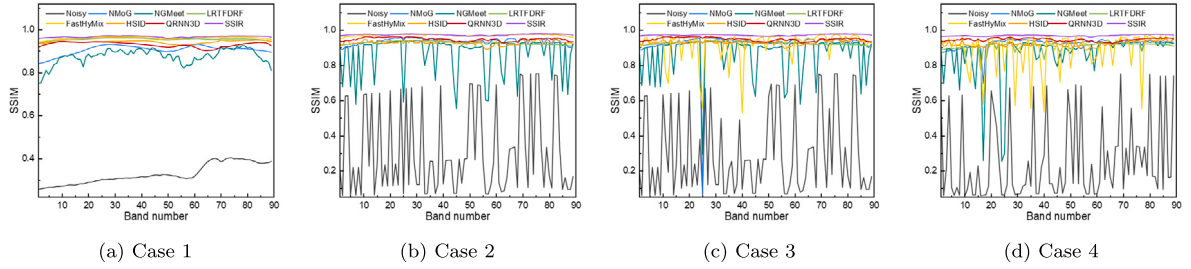 Noisy NMoG NGMeet LRTFDRF
FastHyMix HSID QRNN3D SSIR
SSIM
1.0
0.8
0.6
0.4
10 20 30 40 50 60 70 80 90
Band number
(a) Case 1
Noisy NMoG NGMeet LRTFDRF
FastHyMix HSID QRNN3D SSIR
SSIM
1.0
0.8
0.6
0.4
0.2
10 20 30 40 50 60 70 80 90
Band number
(b) Case 2
Noisy NMoG NGMeet LRTFDRF
FastHyMix HSID QRNN3D SSIR
SSIM
1.0
0.8
0.6
0.4
0.2
10 20 30 40 50 60 70 80 90
Band number
(c) Case 3
Noisy NMoG NGMeet LRTFDRF
FastHyMix HSID QRNN3D SSIR
SSIM
1.0
0.8
0.6
0.4
0.2
10 20 30 40 50 60 70 80 90
Band number
(d) Case 4